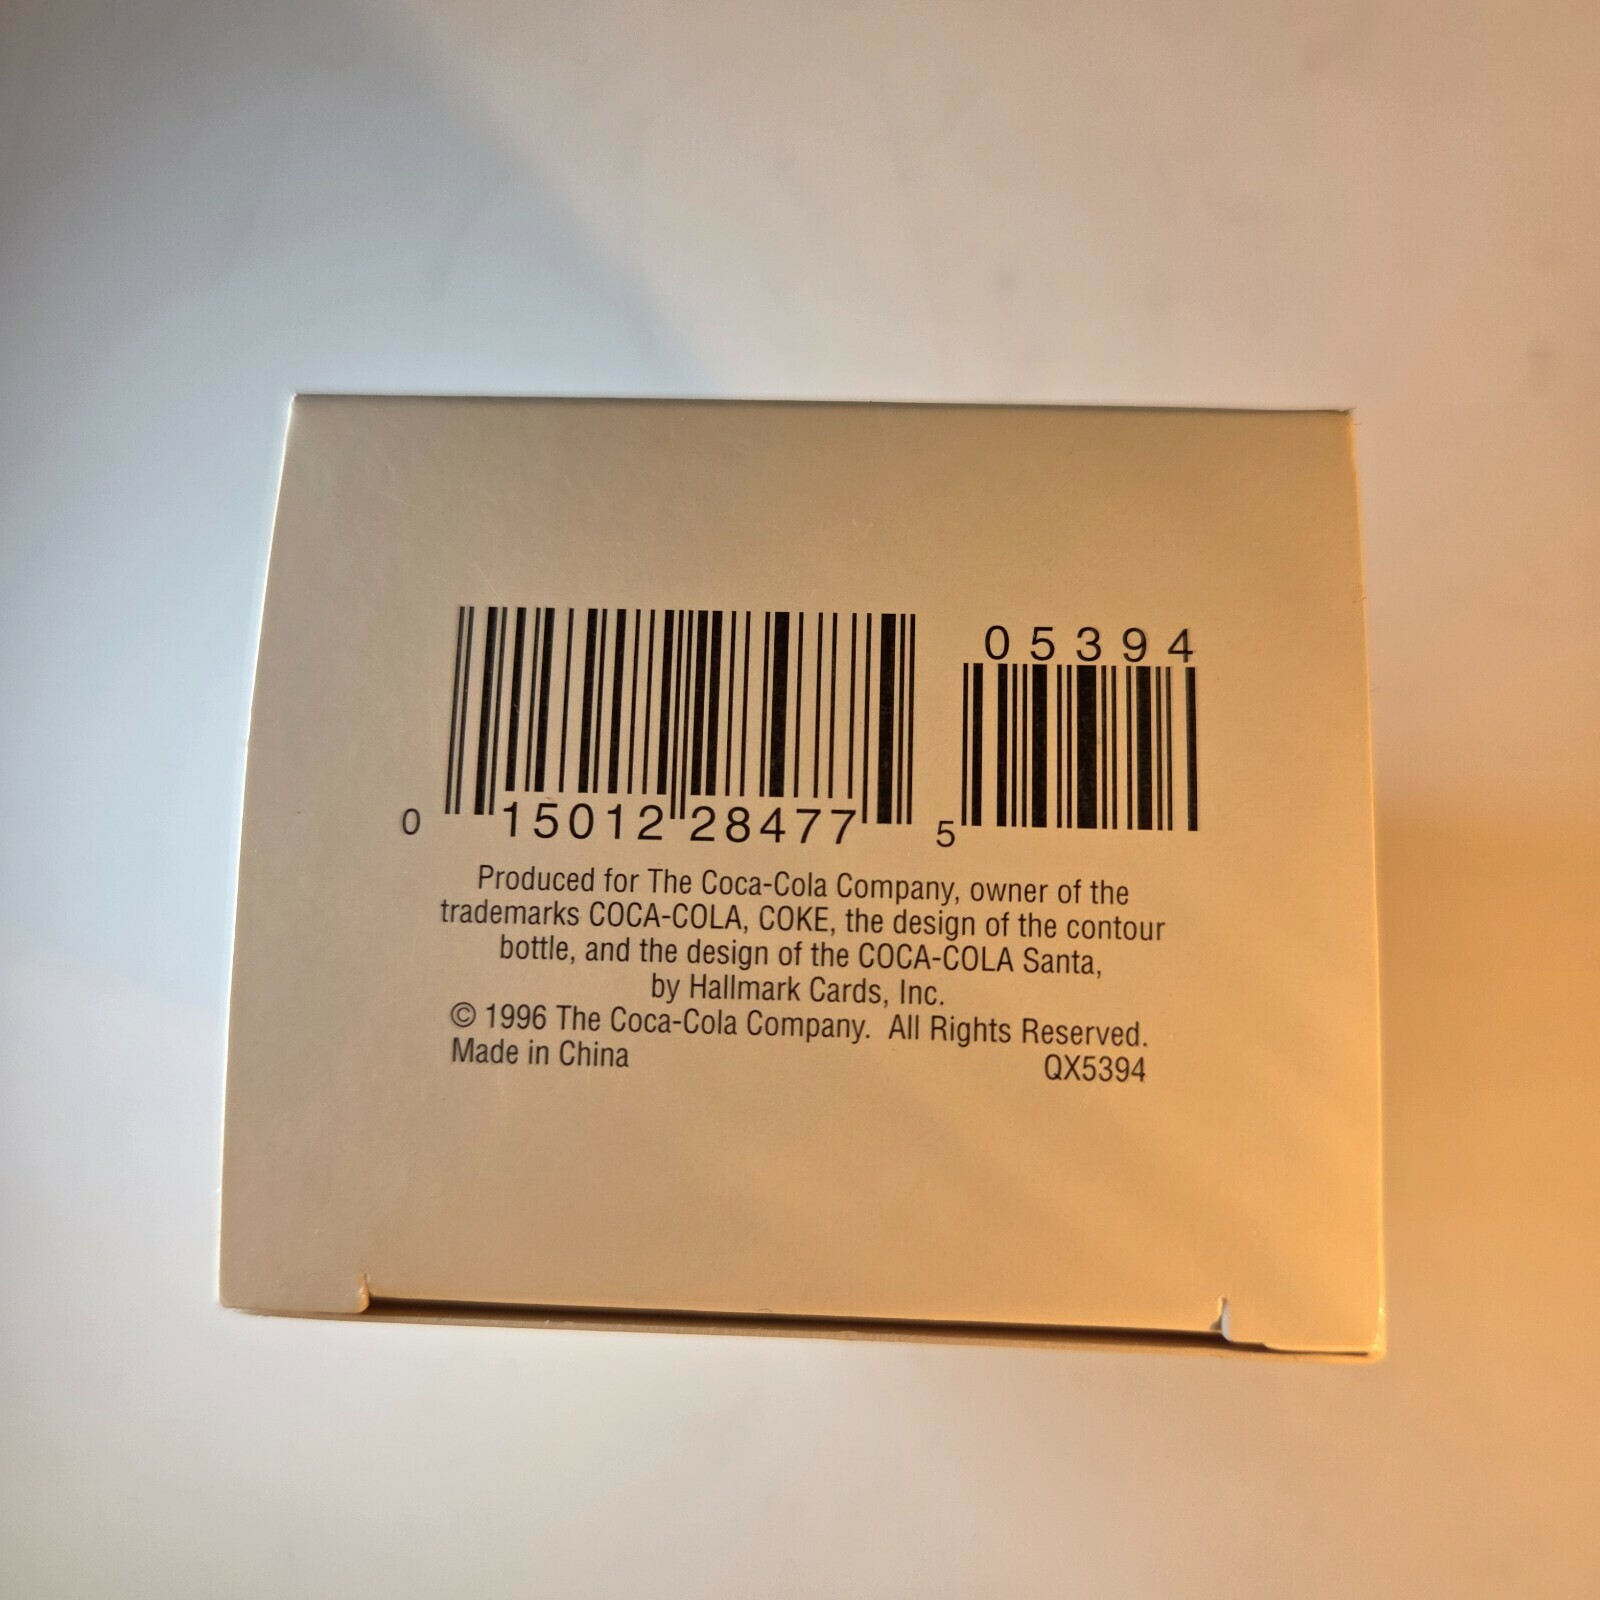 05394
0 15012 28477 5
Produced for The Coca-Cola Company, owner of the
trademarks COCA-COLA, COKE, the design of the contour
bottle, and the design of the COCA-COLA Santa,
by Hallmark Cards, Inc.
© 1996 The Coca-Cola Company. All Rights Reserved.
Made in China QX5394